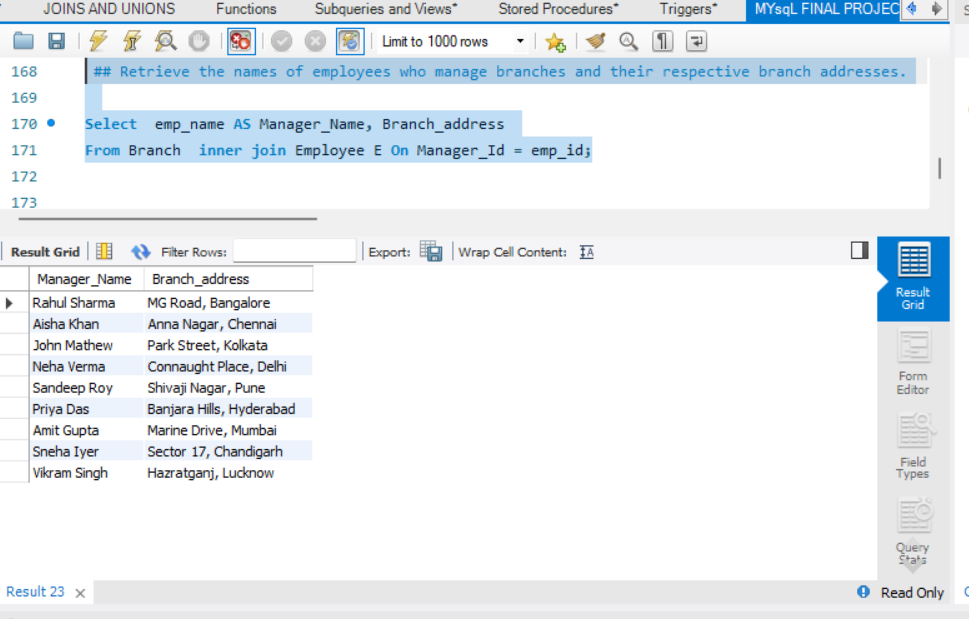 JOINS AND UNIONS Functions Subqueries and Views* Stored Procedures* Triggers* MYsqL FINAL PROJEC
Limit to 1000 rows
168 ## Retrieve the names of employees who manage branches and their respective branch addresses.
169
170 Select emp_name AS Manager_Name, Branch_address
171 From Branch inner join Employee E On Manager_Id = emp_id;
172
173
Result Grid Filter Rows: Export: Wrap Cell Content:
Manager_Name Branch_address
Rahul Sharma MG Road, Bangalore
Aisha Khan Anna Nagar, Chennai
John Mathew Park Street, Kolkata
Neha Verma Connaught Place, Delhi
Sandeep Roy Shivaji Nagar, Pune
Priya Das Banjara Hills, Hyderabad
Amit Gupta Marine Drive, Mumbai
Sneha Iyer Sector 17, Chandigarh
Vikram Singh Hazratganj, Lucknow
Result
Grid
Form
Editor
Field
Types
Query
Stats
Result 23 Read Only